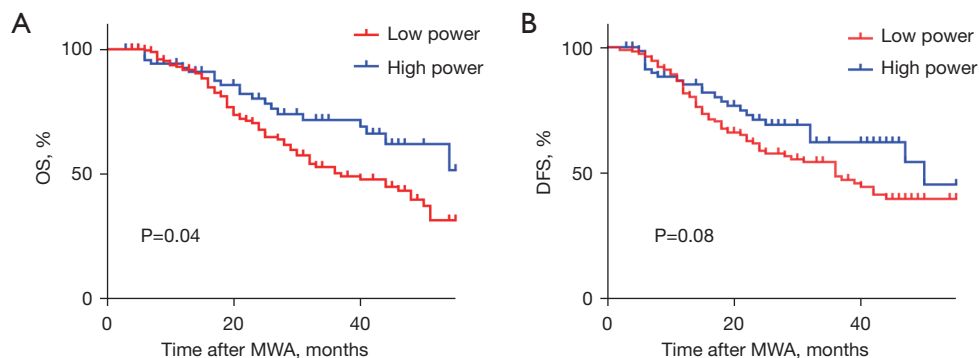 A
100
50
0
OS, %
Low power
High power
P=0.04
0
20
40
Time after MWA, months
B
100
50
0
DFS, %
Low power
High power
P=0.08
0
20
40
Time after MWA, months